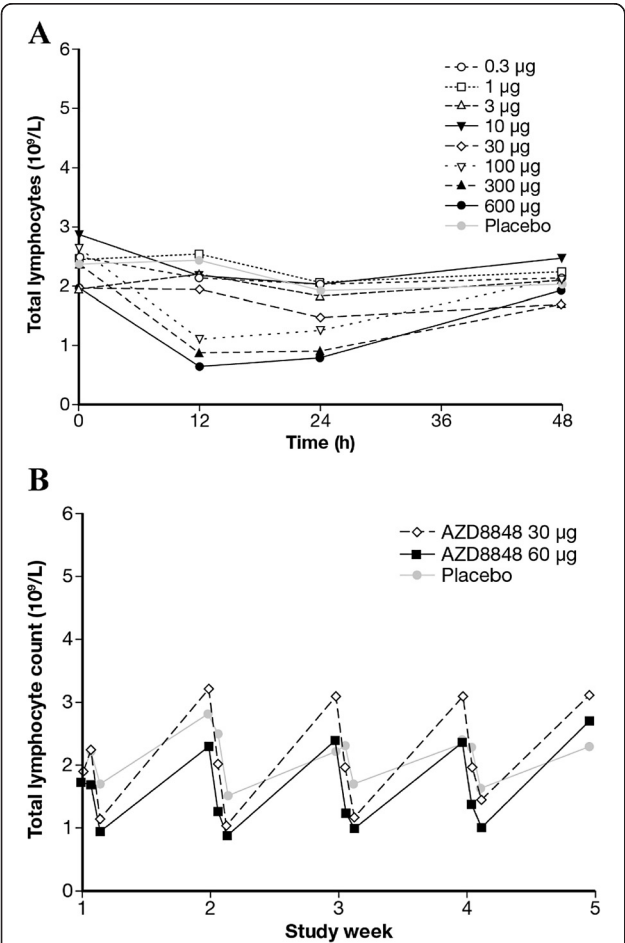 A
6
5
4
3
2
1
0
Total lymphocytes (10⁹/L)
0.3 µg
1 µg
3 µg
10 µg
30 µg
100 µg
300 µg
600 µg
Placebo
0 12 24 36 48
Time (h)
B
6
5
4
3
2
1
0
Total lymphocyte count (10⁹/L)
AZD8848 30 µg
AZD8848 60 µg
Placebo
1 2 3 4 5
Study week